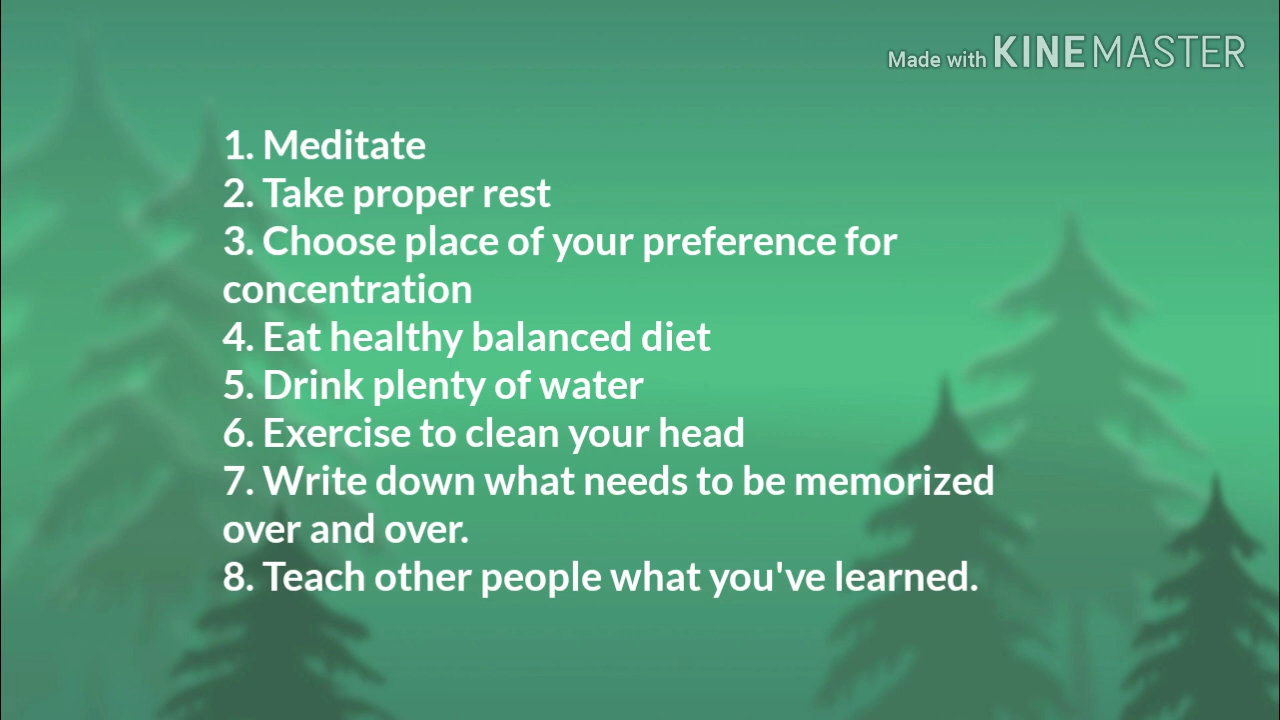 Made with KINEMASTER
1. Meditate
2. Take proper rest
3. Choose place of your preference for
concentration
4. Eat healthy balanced diet
5. Drink plenty of water
6. Exercise to clean your head
7. Write down what needs to be memorized
over and over.
8. Teach other people what you've learned.